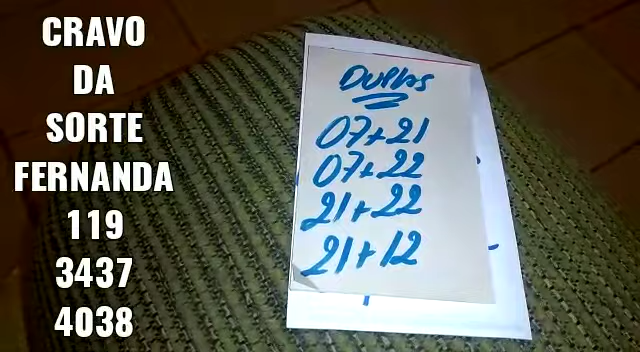 CRAVO
DA
SORTE
FERNANDA
119
3437
4038
DUPLAS
07+21
07+22
21+22
21+12